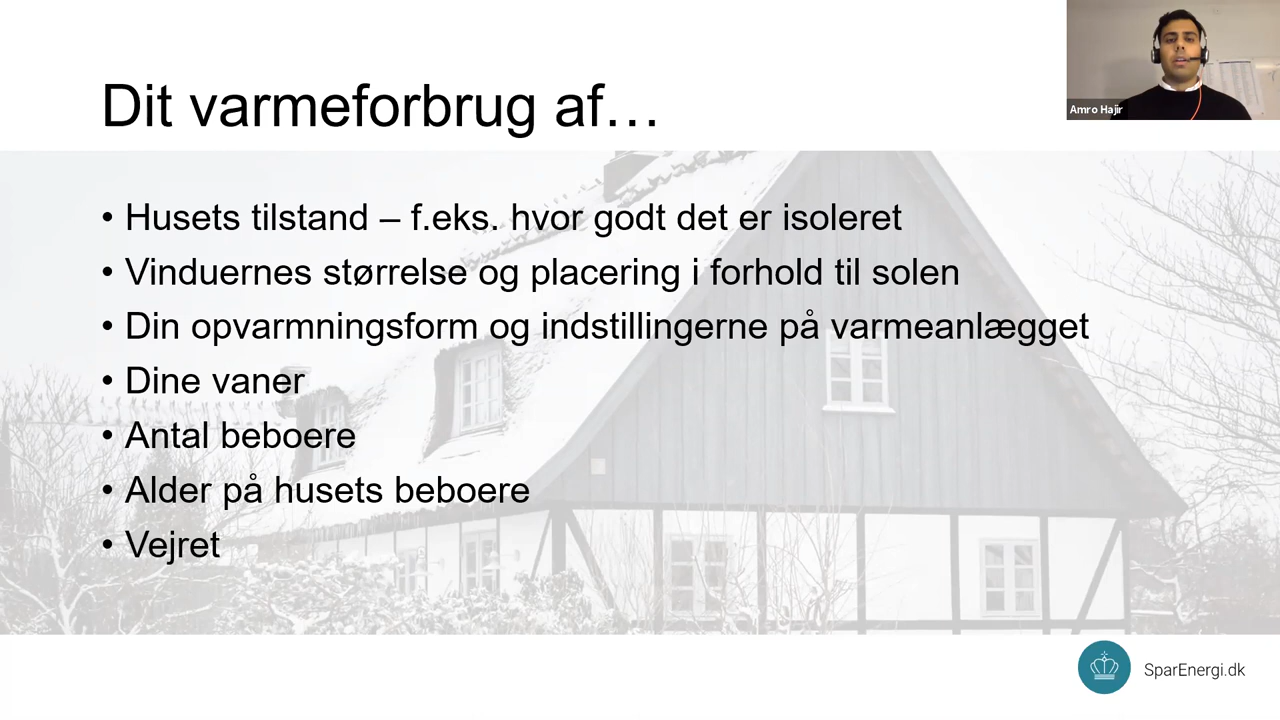 Dit varmeforbrug af…
Amro Hajir
• Husets tilstand – f.eks. hvor godt det er isoleret
• Vinduernes størrelse og placering i forhold til solen
• Din opvarmningsform og indstillingerne på varmeanlægget
• Dine vaner
• Antal beboere
• Alder på husets beboere
• Vejret
SparEnergi.dk